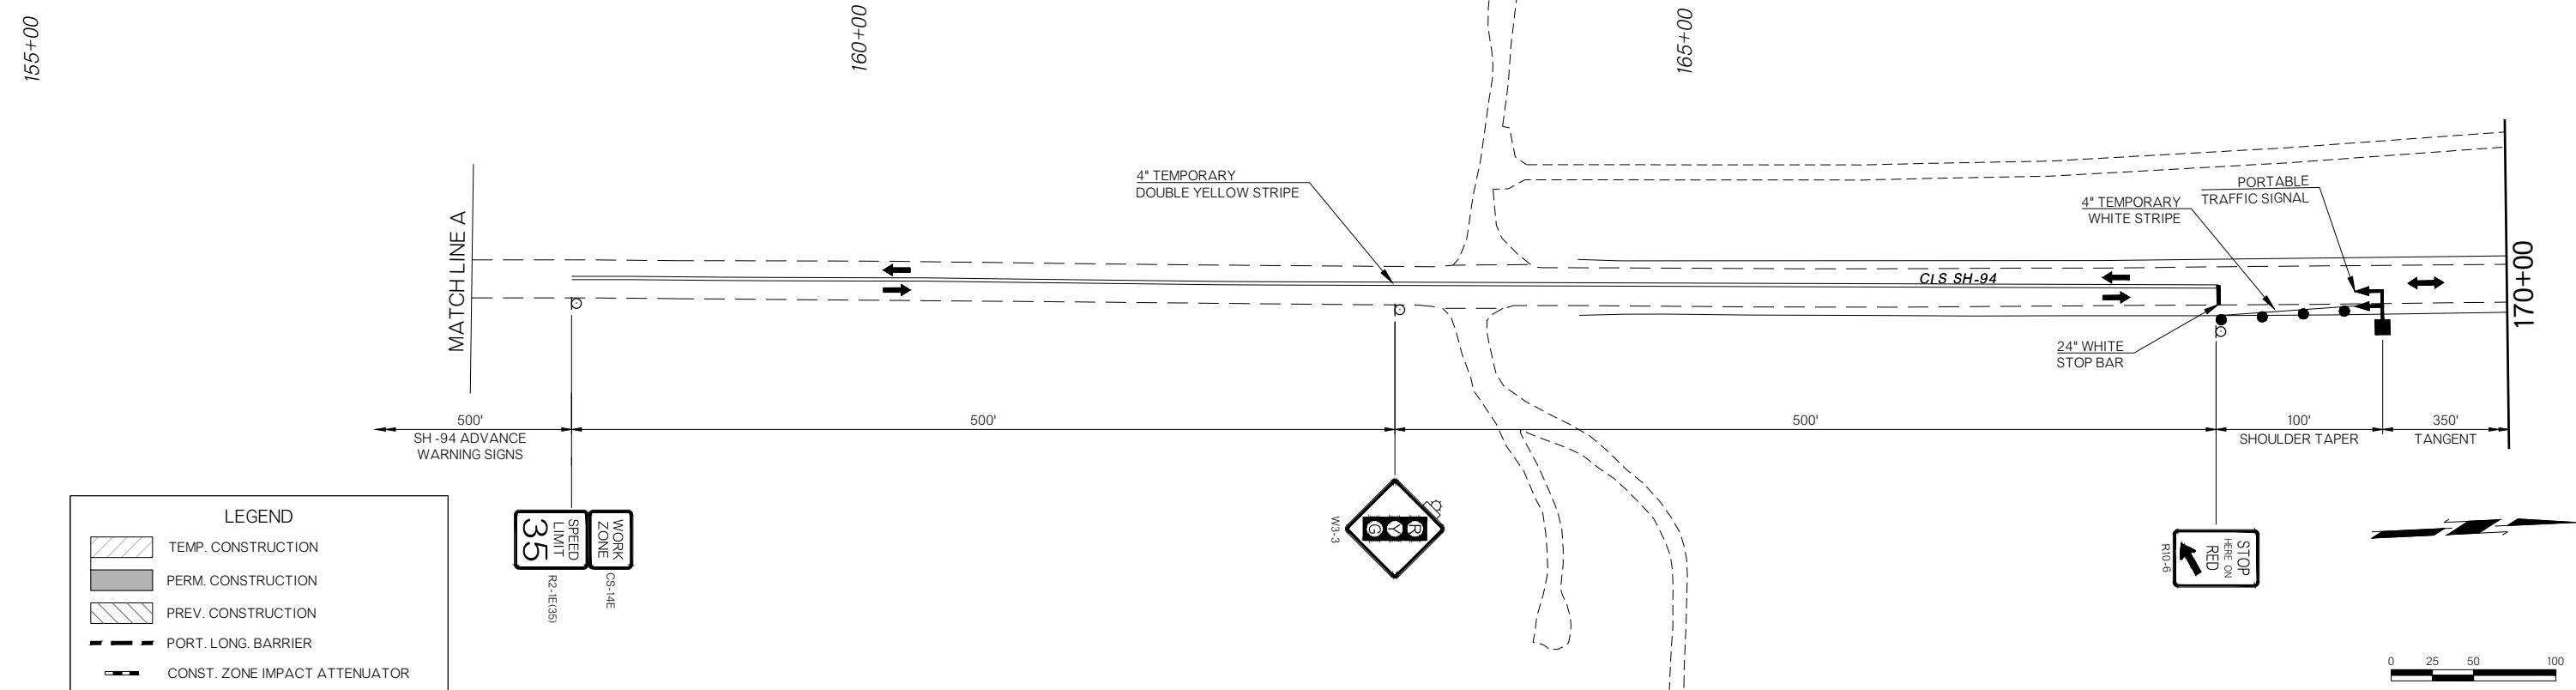 155+00
160+00
165+00
4" TEMPORARY
DOUBLE YELLOW STRIPE
PORTABLE
TRAFFIC SIGNAL
4" TEMPORARY
WHITE STRIPE
MATCH LINE A
CLS SH-94
170+00
24" WHITE
STOP BAR
500'
SH -94 ADVANCE
WARNING SIGNS
500'
500'
100'
SHOULDER TAPER
350'
TANGENT
LEGEND
TEMP. CONSTRUCTION
PERM. CONSTRUCTION
PREV. CONSTRUCTION
PORT. LONG. BARRIER
CONST. ZONE IMPACT ATTENUATOR
WORK
ZONE
CS-14E
SPEED
LIMIT
35
R2-1E(35)
R
Y
G
W3-3
STOP
HERE ON
RED
R10-6
0 25 50 100